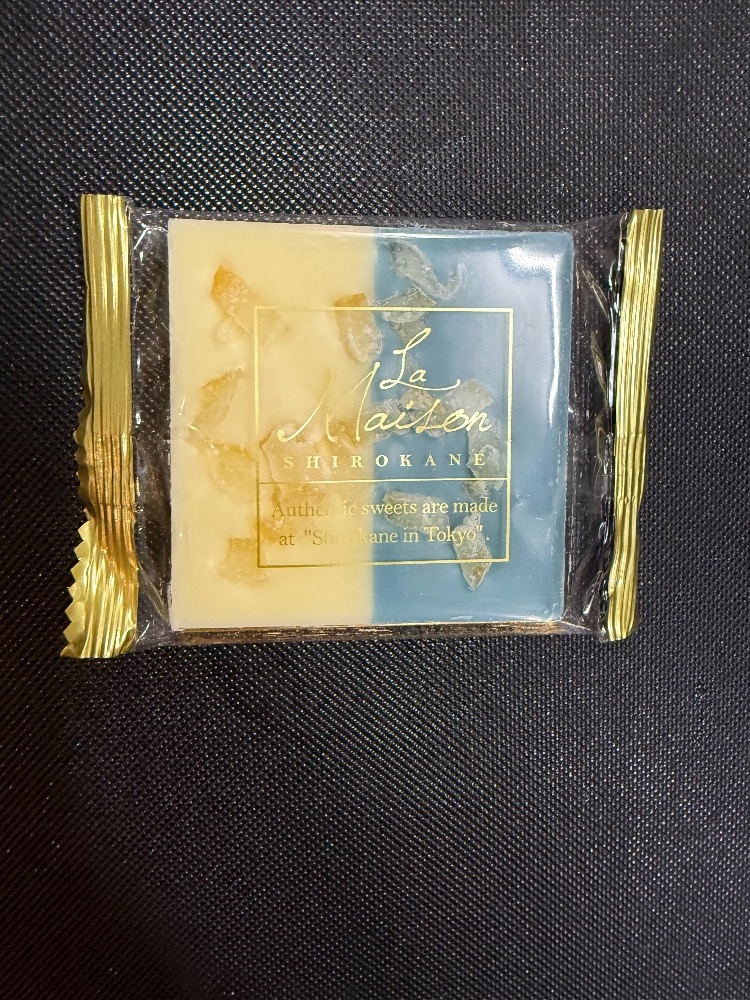 La
Maison
SHIROKANE
Authentic sweets are made
at "Shirokane in Tokyo".